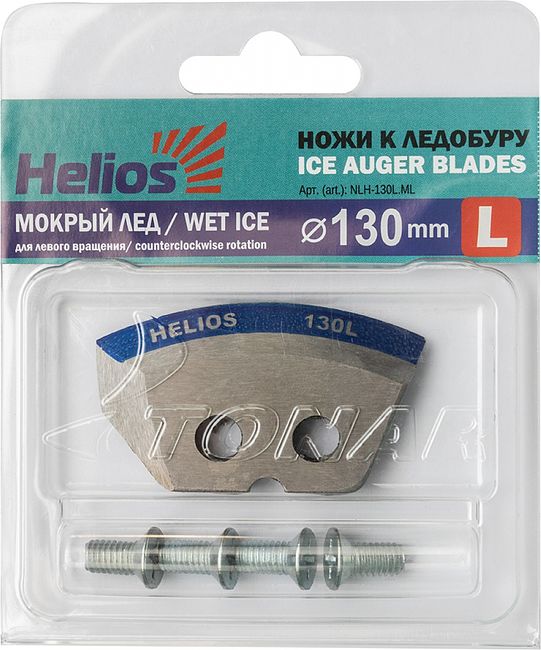 Helios
НОЖИ К ЛЕДОБУРУ
ICE AUGER BLADES
Арт. (art.): NLH-130L.ML
МОКРЫЙ ЛЕД / WET ICE
для левого вращения / counterclockwise rotation
⌀130 mm L
HELIOS 130L
TONAR